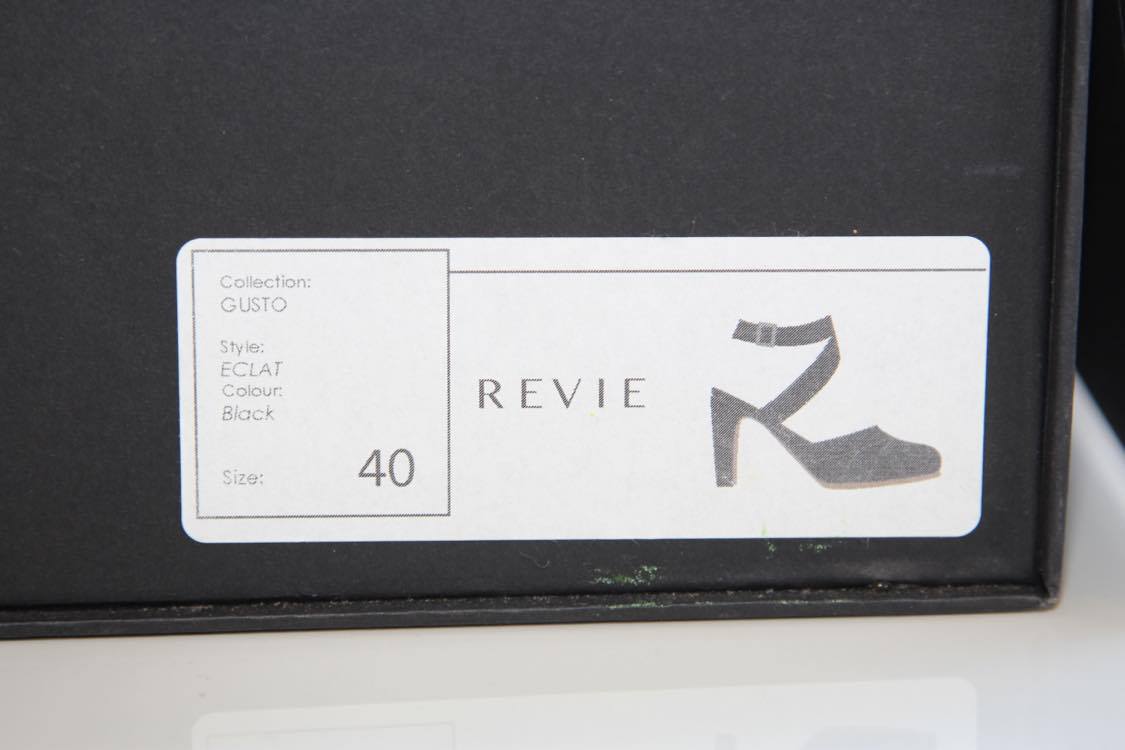 Collection:
GUSTO
Style:
ECLAT
Colour:
Black
Size: 40
REVIE